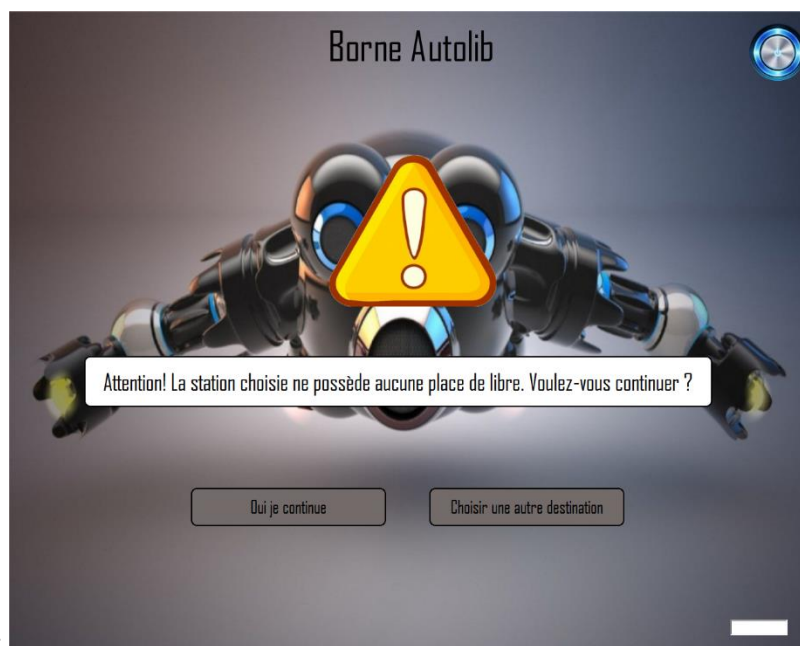 Borne Autolib
Attention! La station choisie ne possède aucune place de libre. Voulez-vous continuer ?
Oui je continue
Choisir une autre destination